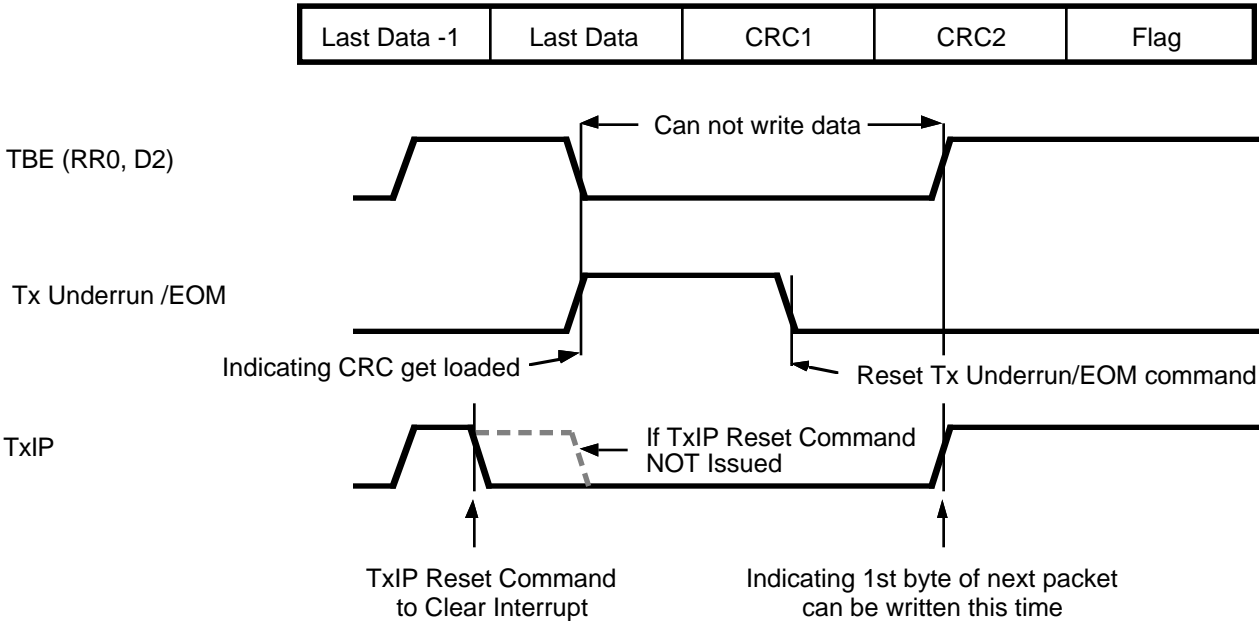 Last Data -1 Last Data CRC1 CRC2 Flag
Can not write data
TBE (RR0, D2)
Tx Underrun /EOM
Indicating CRC get loaded
Reset Tx Underrun/EOM command
TxIP
If TxIP Reset Command
NOT Issued
TxIP Reset Command
to Clear Interrupt
Indicating 1st byte of next packet
can be written this time